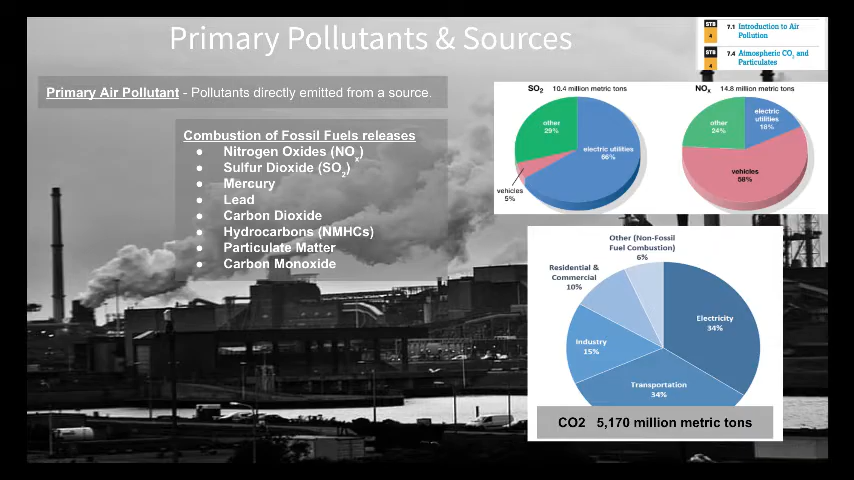 Primary Pollutants & Sources
STB
4
7.1 Introduction to Air
Pollution
STB
4
7.4 Atmospheric CO2 and
Particulates
Primary Air Pollutant - Pollutants directly emitted from a source.
Combustion of Fossil Fuels releases
● Nitrogen Oxides (NOx)
● Sulfur Dioxide (SO2)
● Mercury
● Lead
● Carbon Dioxide
● Hydrocarbons (NMHCs)
● Particulate Matter
● Carbon Monoxide
SO2 10.4 million metric tons
other
29%
electric utilities
66%
vehicles
5%
NOx 14.8 million metric tons
other
24%
electric
utilities
18%
vehicles
58%
Other (Non-Fossil
Fuel Combustion)
6%
Residential &
Commercial
10%
Electricity
34%
Industry
15%
Transportation
34%
CO2 5,170 million metric tons